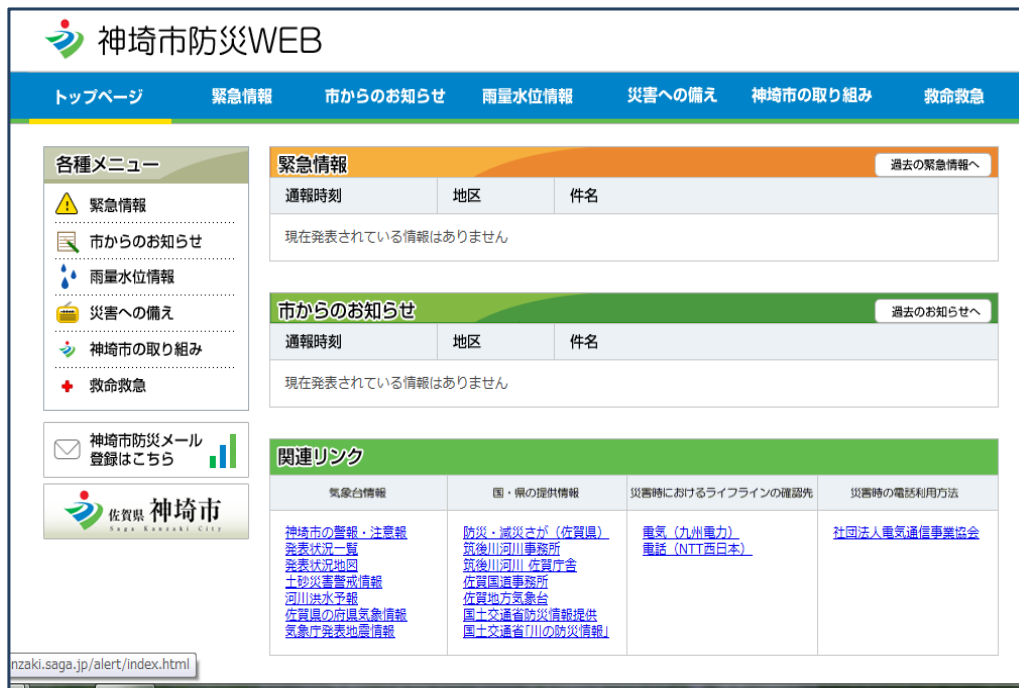 神埼市防災WEB
トップページ 緊急情報 市からのお知らせ 雨量水位情報 災害への備え 神埼市の取り組み 救命救急
各種メニュー
緊急情報
市からのお知らせ
雨量水位情報
災害への備え
神埼市の取り組み
救命救急
神埼市防災メール
登録はこちら
佐賀県 神埼市
Saga Kanzaki City
緊急情報 過去の緊急情報へ
通報時刻 地区 件名
現在発表されている情報はありません
市からのお知らせ 過去のお知らせへ
通報時刻 地区 件名
現在発表されている情報はありません
関連リンク
気象台情報 国・県の提供情報 災害時におけるライフラインの確認先 災害時の電話利用方法
神埼市の警報・注意報 防災・減災さが（佐賀県） 電気（九州電力） 社団法人電気通信事業協会
発表状況一覧 筑後川河川事務所 電話（NTT西日本）
発表状況地図 筑後川河川 佐賀庁舎
土砂災害警戒情報 佐賀国道事務所
河川洪水予報 佐賀地方気象台
佐賀県の府県気象情報 国土交通省防災情報提供
気象庁発表地震情報 国土交通省「川の防災情報」
nzaki.saga.jp/alert/index.html